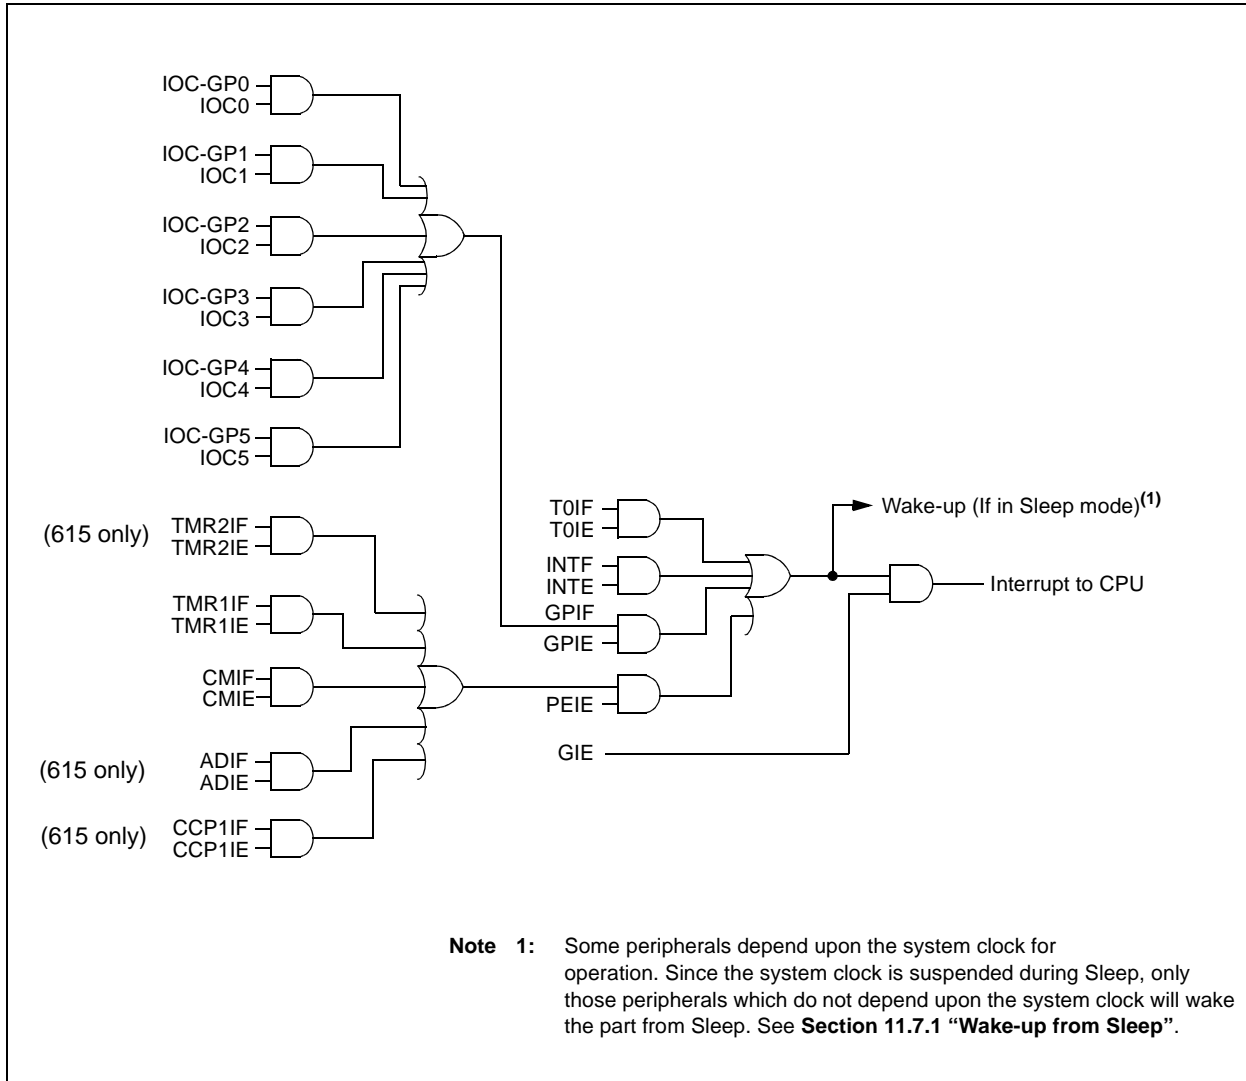 IOC-GP0
IOC0
IOC-GP1
IOC1
IOC-GP2
IOC2
IOC-GP3
IOC3
IOC-GP4
IOC4
IOC-GP5
IOC5
(615 only)
TMR2IF
TMR2IE
TMR1IF
TMR1IE
CMIF
CMIE
(615 only)
ADIF
ADIE
(615 only)
CCP1IF
CCP1IE
T0IF
T0IE
INTF
INTE
GPIF
GPIE
PEIE
GIE
Wake-up (If in Sleep mode)(1)
Interrupt to CPU
Note 1: Some peripherals depend upon the system clock for
operation. Since the system clock is suspended during Sleep, only
those peripherals which do not depend upon the system clock will wake
the part from Sleep. See Section 11.7.1 “Wake-up from Sleep”.